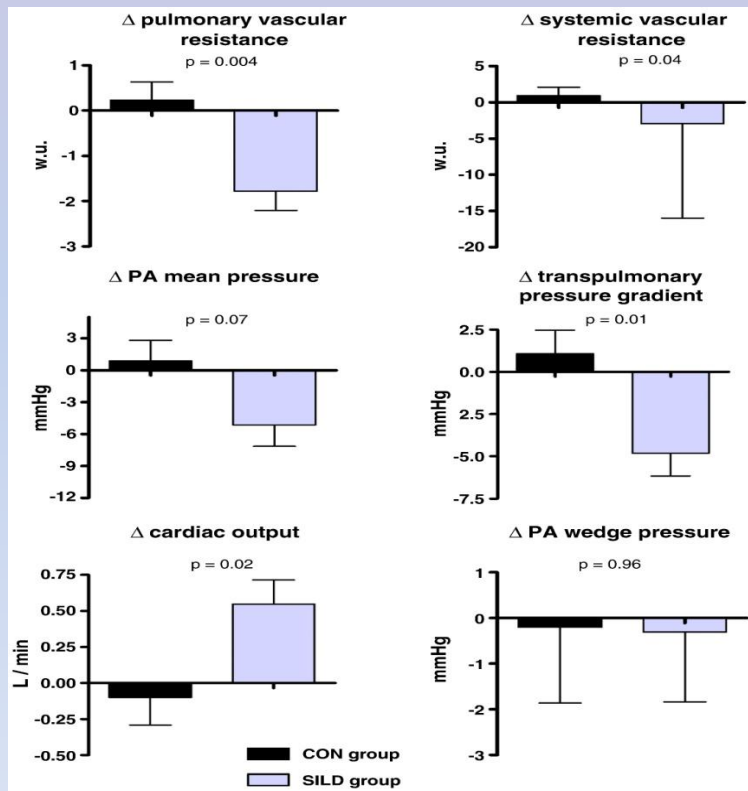 Δ pulmonary vascular
resistance
p = 0.004
1
0
-1
-2
-3
w.u.
Δ systemic vascular
resistance
p = 0.04
5
0
-5
-10
-15
-20
w.u.
Δ PA mean pressure
p = 0.07
3
0
-3
-6
-9
-12
mmHg
Δ transpulmonary
pressure gradient
p = 0.01
2.5
0.0
2.5
-5.0
-7.5
mmHg
Δ cardiac output
p = 0.02
0.75
0.50
0.25
0.00
-0.25
-0.50
L / min
Δ PA wedge pressure
p = 0.96
1
0
-1
-2
-3
mmHg
CON group
SILD group